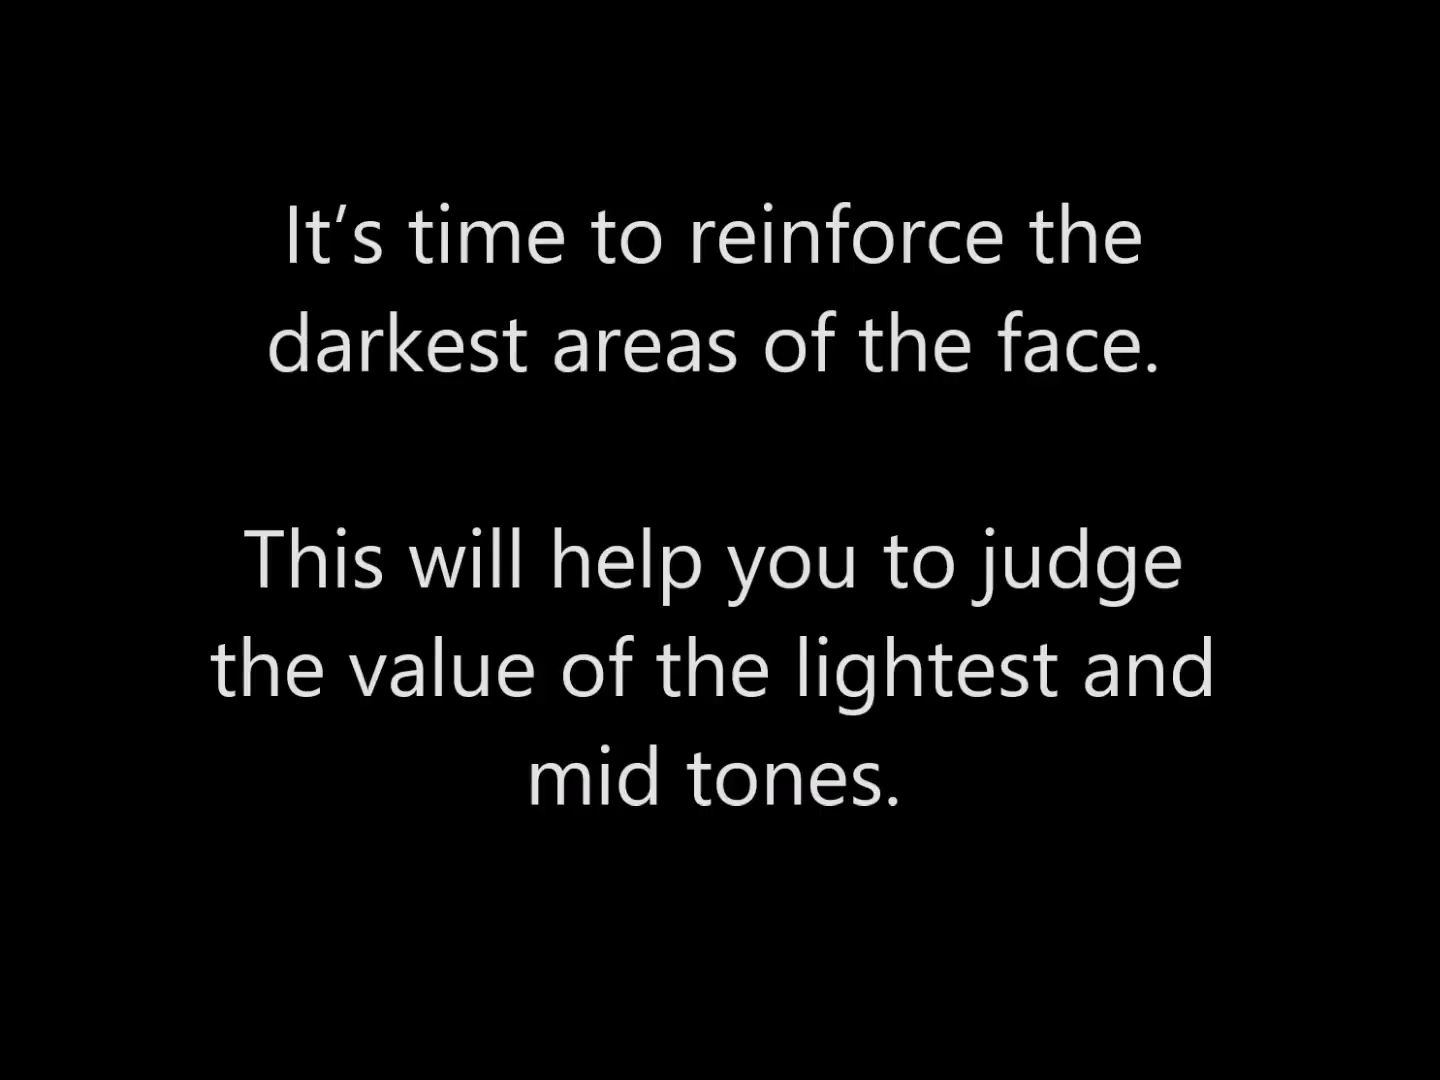 It’s time to reinforce the
darkest areas of the face.
This will help you to judge
the value of the lightest and
mid tones.